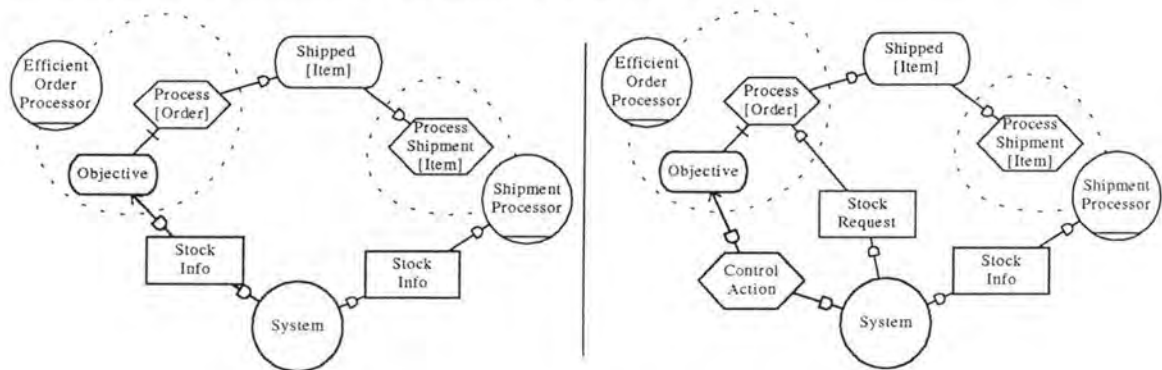 Efficient
Order
Processor
Shipped
[Item]
Process
[Order]
Process
Shipment
[Item]
Objective
Shipment
Processor
Stock
Info
Stock
Info
System
Efficient
Order
Processor
Shipped
[Item]
Process
[Order]
Process
Shipment
[Item]
Objective
Shipment
Processor
Stock
Request
Control
Action
Stock
Info
System